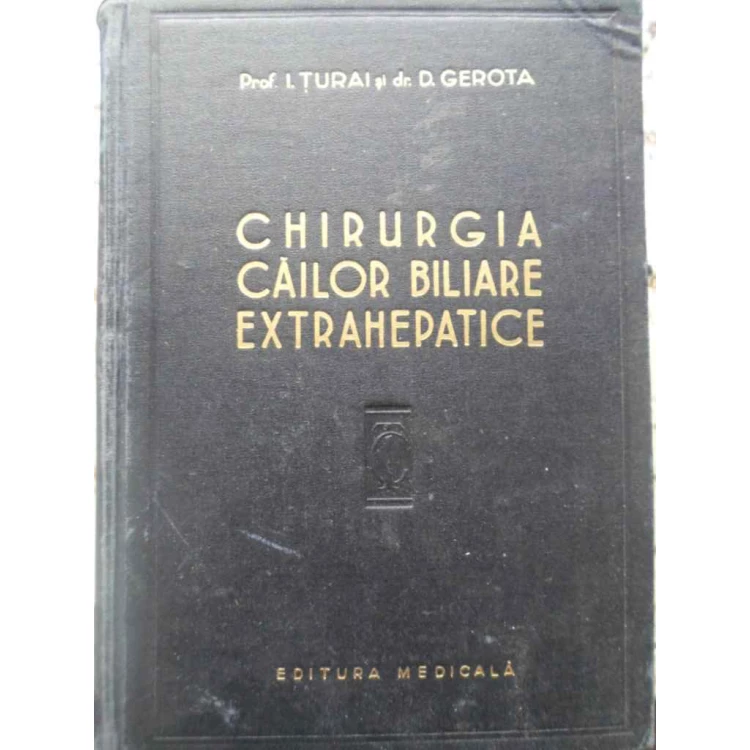 Prof. I. ȚURAI și dr. D. GEROTA
CHIRURGIA
CĂILOR BILIARE
EXTRAHEPATICE
EDITURA MEDICALĂ